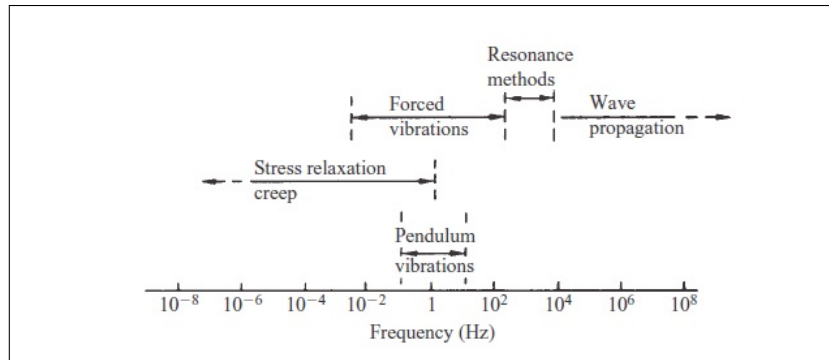 Resonance
methods
Forced
vibrations
Wave
propagation
Stress relaxation
creep
Pendulum
vibrations
10⁻⁸ 10⁻⁶ 10⁻⁴ 10⁻² 1 10² 10⁴ 10⁶ 10⁸
Frequency (Hz)